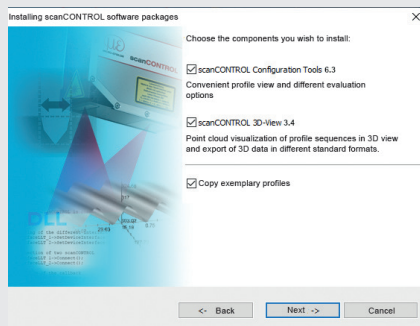 Installing scanCONTROL software packages
Choose the components you wish to install:
scanCONTROL Configuration Tools 6.3
Convenient profile view and different evaluation
options
scanCONTROL 3D-View 3.4
Point cloud visualization of profile sequences in 3D view
and export of 3D data in different standard formats.
Copy exemplary profiles
scanCONTROL
DLL
<- Back
Next ->
Cancel